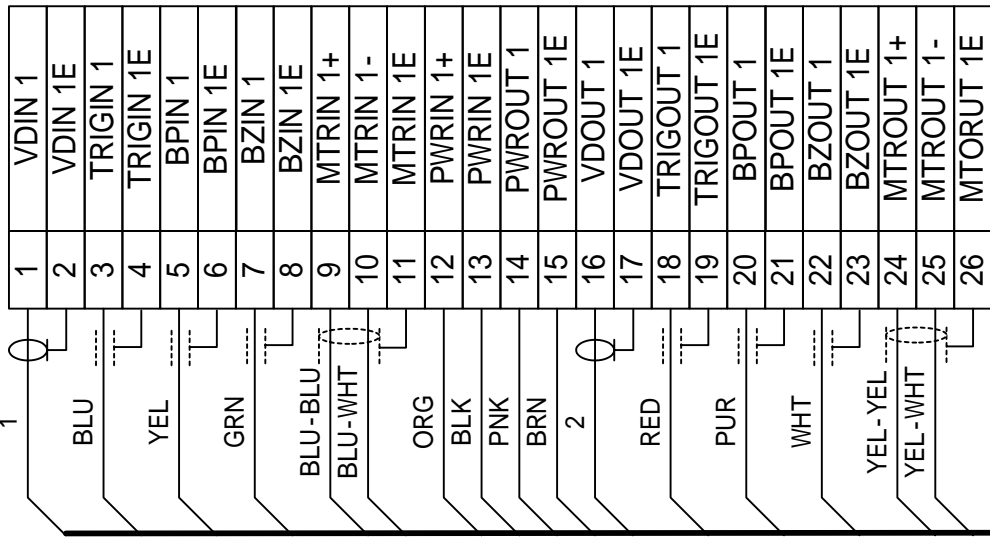 VDIN 1
VDIN 1E
TRIGIN 1
TRIGIN 1E
BPIN 1
BPIN 1E
BZIN 1
BZIN 1E
MTRIN 1+
MTRIN 1-
MTRIN 1E
PWRIN 1+
PWRIN 1E
PWROUT 1
PWROUT 1E
VDOUT 1
VDOUT 1E
TRIGOUT 1
TRIGOUT 1E
BPOUT 1
BPOUT 1E
BZOUT 1
BZOUT 1E
MTROUT 1+
MTROUT 1-
MTORUT 1E
1
2
3
4
5
6
7
8
9
10
11
12
13
14
15
16
17
18
19
20
21
22
23
24
25
26
1
BLU
YEL
GRN
BLU-BLU
BLU-WHT
ORG
BLK
PNK
BRN
2
RED
PUR
WHT
YEL-YEL
YEL-WHT